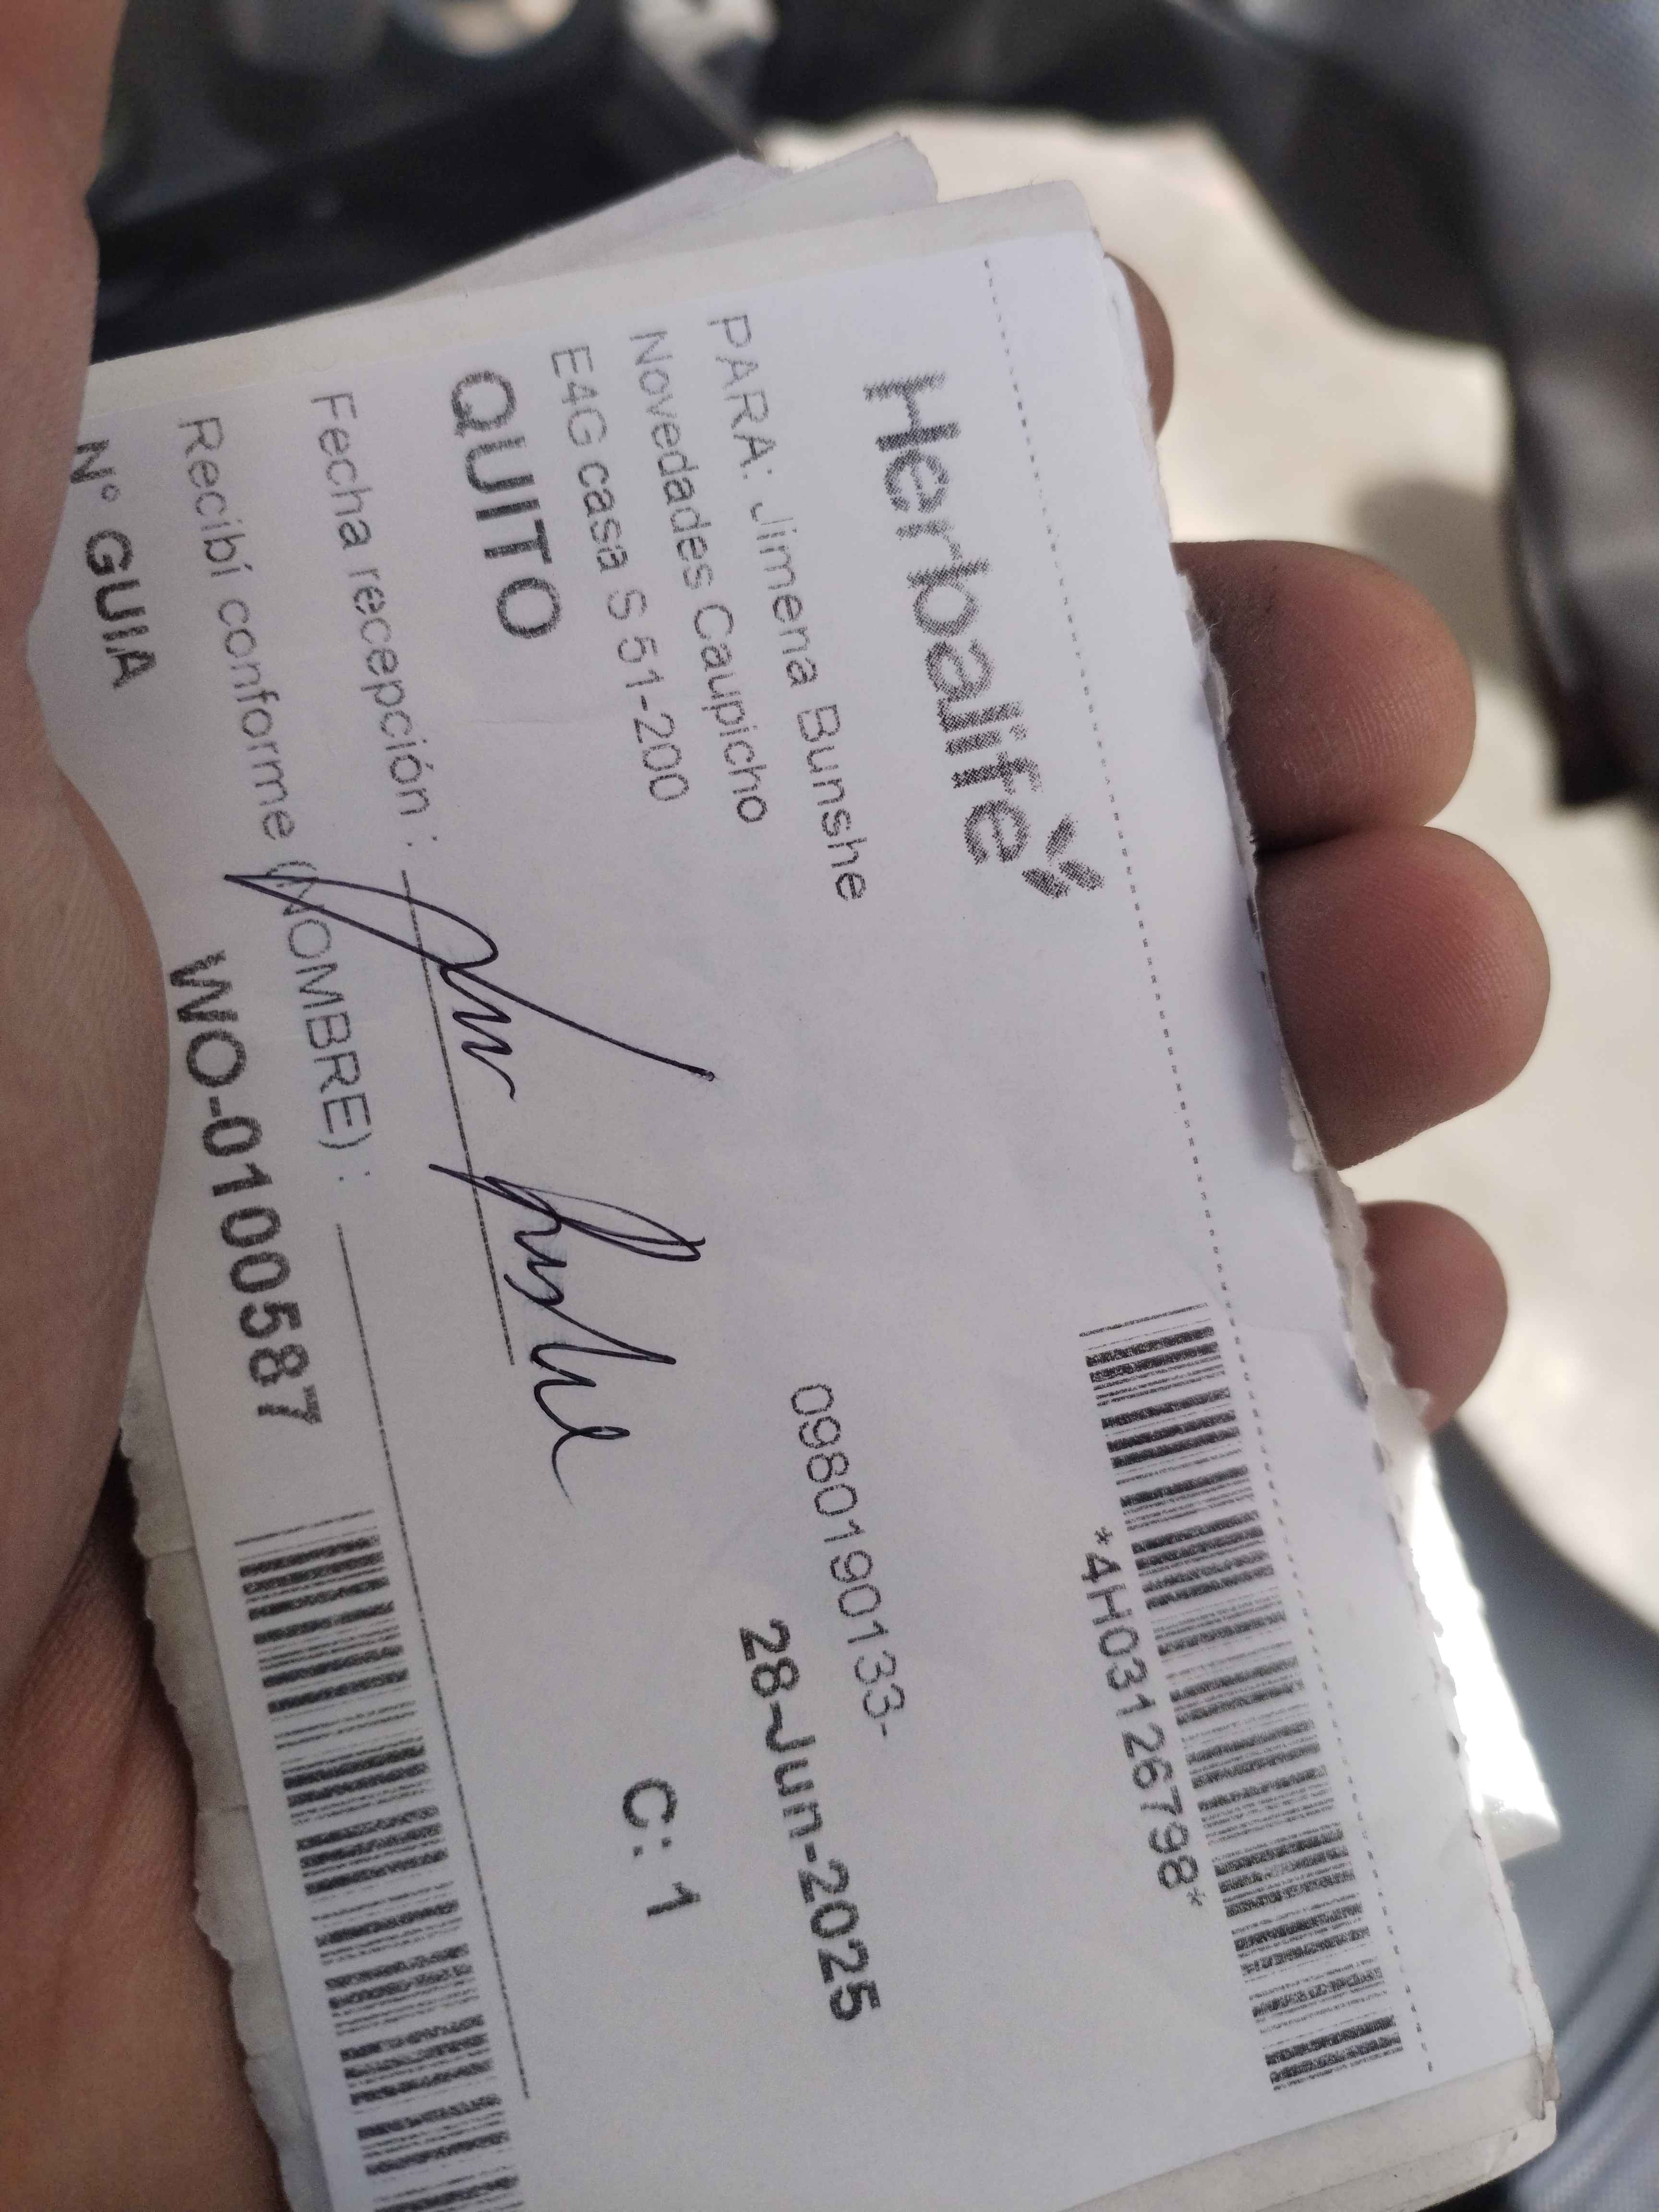 Herbalife
*4H03126798*
PARA: Jimena Bunshe
0980190133-
Novedades Caupicho
28-Jun-2025
E4G casa S 51-200
C: 1
QUITO
Fecha recepción :
Recibí conforme (NOMBRE) :
N° GUIA WO-0100587